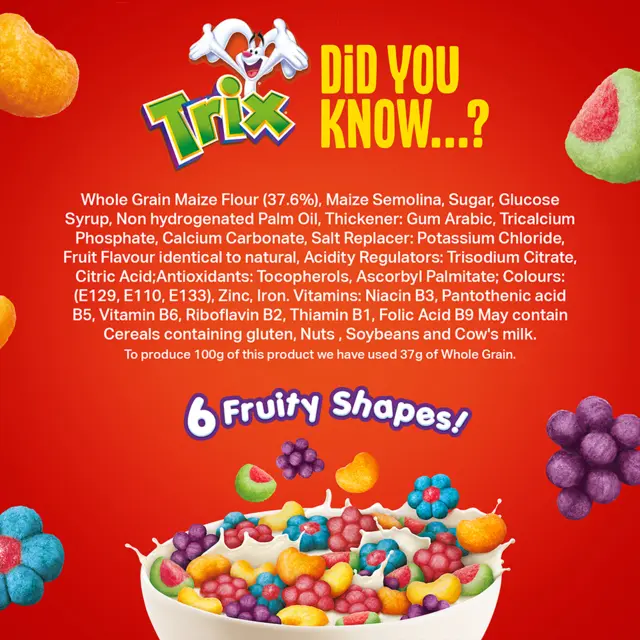 Trix
DiD YOU
KNOW...?
Whole Grain Maize Flour (37.6%), Maize Semolina, Sugar, Glucose
Syrup, Non hydrogenated Palm Oil, Thickener: Gum Arabic, Tricalcium
Phosphate, Calcium Carbonate, Salt Replacer: Potassium Chloride,
Fruit Flavour identical to natural, Acidity Regulators: Trisodium Citrate,
Citric Acid;Antioxidants: Tocopherols, Ascorbyl Palmitate; Colours:
(E129, E110, E133), Zinc, Iron. Vitamins: Niacin B3, Pantothenic acid
B5, Vitamin B6, Riboflavin B2, Thiamin B1, Folic Acid B9 May contain
Cereals containing gluten, Nuts , Soybeans and Cow's milk.
To produce 100g of this product we have used 37g of Whole Grain.
6 Fruity Shapes!